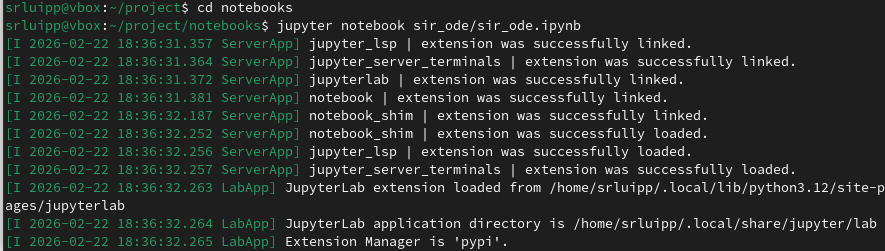 srluipp@vbox:~/project$ cd notebooks
srluipp@vbox:~/project/notebooks$ jupyter notebook sir_ode/sir_ode.ipynb
[I 2026-02-22 18:36:31.357 ServerApp] jupyter_lsp | extension was successfully linked.
[I 2026-02-22 18:36:31.364 ServerApp] jupyter_server_terminals | extension was successfully linked.
[I 2026-02-22 18:36:31.372 ServerApp] jupyterlab | extension was successfully linked.
[I 2026-02-22 18:36:31.381 ServerApp] notebook | extension was successfully linked.
[I 2026-02-22 18:36:32.187 ServerApp] notebook_shim | extension was successfully linked.
[I 2026-02-22 18:36:32.252 ServerApp] notebook_shim | extension was successfully loaded.
[I 2026-02-22 18:36:32.256 ServerApp] jupyter_lsp | extension was successfully loaded.
[I 2026-02-22 18:36:32.257 ServerApp] jupyter_server_terminals | extension was successfully loaded.
[I 2026-02-22 18:36:32.263 LabApp] JupyterLab extension loaded from /home/srluipp/.local/lib/python3.12/site-p
ages/jupyterlab
[I 2026-02-22 18:36:32.264 LabApp] JupyterLab application directory is /home/srluipp/.local/share/jupyter/lab
[I 2026-02-22 18:36:32.265 LabApp] Extension Manager is 'pypi'.